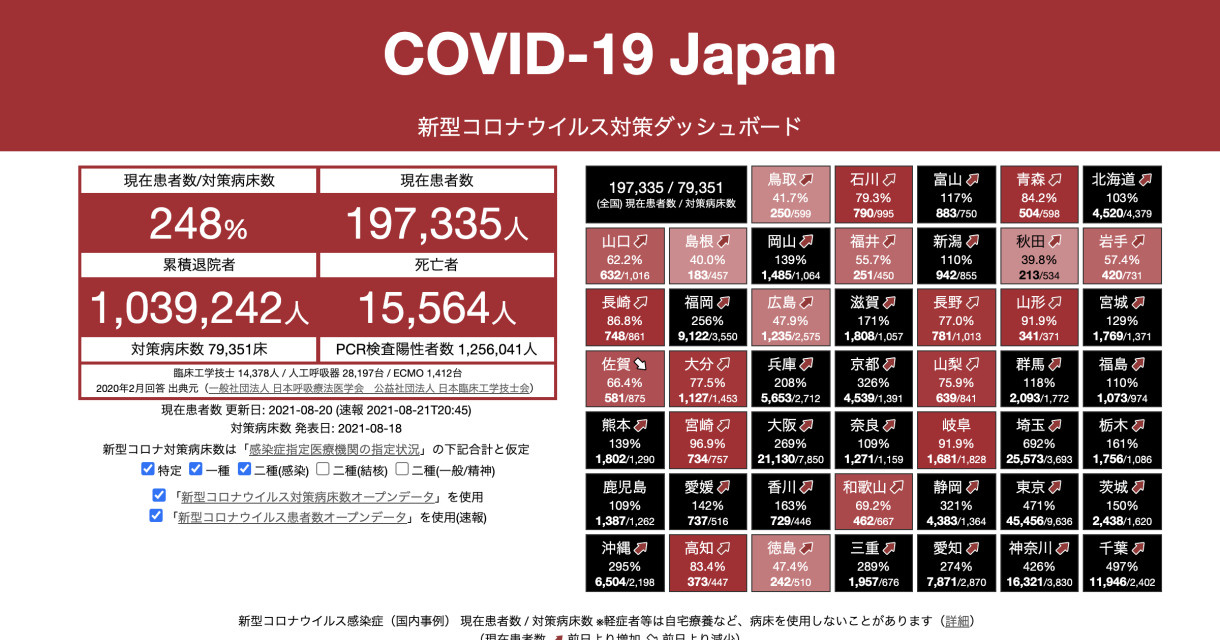 COVID-19 Japan
新型コロナウイルス対策ダッシュボード
現在患者数/対策病床数
現在患者数
248%
197,335人
累積退院者
死亡者
1,039,242人
15,564人
対策病床数 79,351床
PCR検査陽性者数 1,256,041人
臨床工学技士 14,378人 / 人工呼吸器 28,197台 / ECMO 1,412台
2020年2月回答 出典元（一般社団法人 日本呼吸療法医学会　公益社団法人 日本臨床工学技士会）
現在患者数 更新日: 2021-08-20 (速報 2021-08-21T20:45)
対策病床数 発表日: 2021-08-18
新型コロナ対策病床数は「感染症指定医療機関の指定状況」の下記合計と仮定
特定 一種 二種(感染) 二種(結核) 二種(一般/精神)
「新型コロナウイルス対策病床数オープンデータ」を使用
「新型コロナウイルス患者数オープンデータ」を使用(速報)
197,335 / 79,351
(全国) 現在患者数 / 対策病床数
鳥取
41.7%
250/599
石川
79.3%
790/995
富山
117%
883/750
青森
84.2%
504/598
北海道
103%
4,520/4,379
山口
62.2%
632/1,016
島根
40.0%
183/457
岡山
139%
1,485/1,064
福井
55.7%
251/450
新潟
110%
942/855
秋田
39.8%
213/534
岩手
57.4%
420/731
長崎
86.8%
748/861
福岡
256%
9,122/3,550
広島
47.9%
1,235/2,575
滋賀
171%
1,808/1,057
長野
77.0%
781/1,013
山形
91.9%
341/371
宮城
129%
1,769/1,371
佐賀
66.4%
581/875
大分
77.5%
1,127/1,453
兵庫
208%
5,653/2,712
京都
326%
4,539/1,391
山梨
75.9%
639/841
群馬
118%
2,093/1,772
福島
110%
1,073/974
熊本
139%
1,802/1,290
宮崎
96.9%
734/757
大阪
269%
21,130/7,850
奈良
109%
1,271/1,159
岐阜
91.9%
1,681/1,828
埼玉
692%
25,573/3,693
栃木
161%
1,756/1,086
鹿児島
109%
1,387/1,262
愛媛
142%
737/516
香川
163%
729/446
和歌山
69.2%
462/667
静岡
321%
4,383/1,364
東京
471%
45,456/9,636
茨城
150%
2,438/1,620
沖縄
295%
6,504/2,198
高知
83.4%
373/447
徳島
47.4%
242/510
三重
289%
1,957/676
愛知
274%
7,871/2,870
神奈川
426%
16,321/3,830
千葉
497%
11,946/2,402
新型コロナウイルス感染症（国内事例） 現在患者数 / 対策病床数 ※軽症者等は自宅療養など、病床を使用しないことがあります（詳細）
（現在患者数 前日より増加 前日より減少）